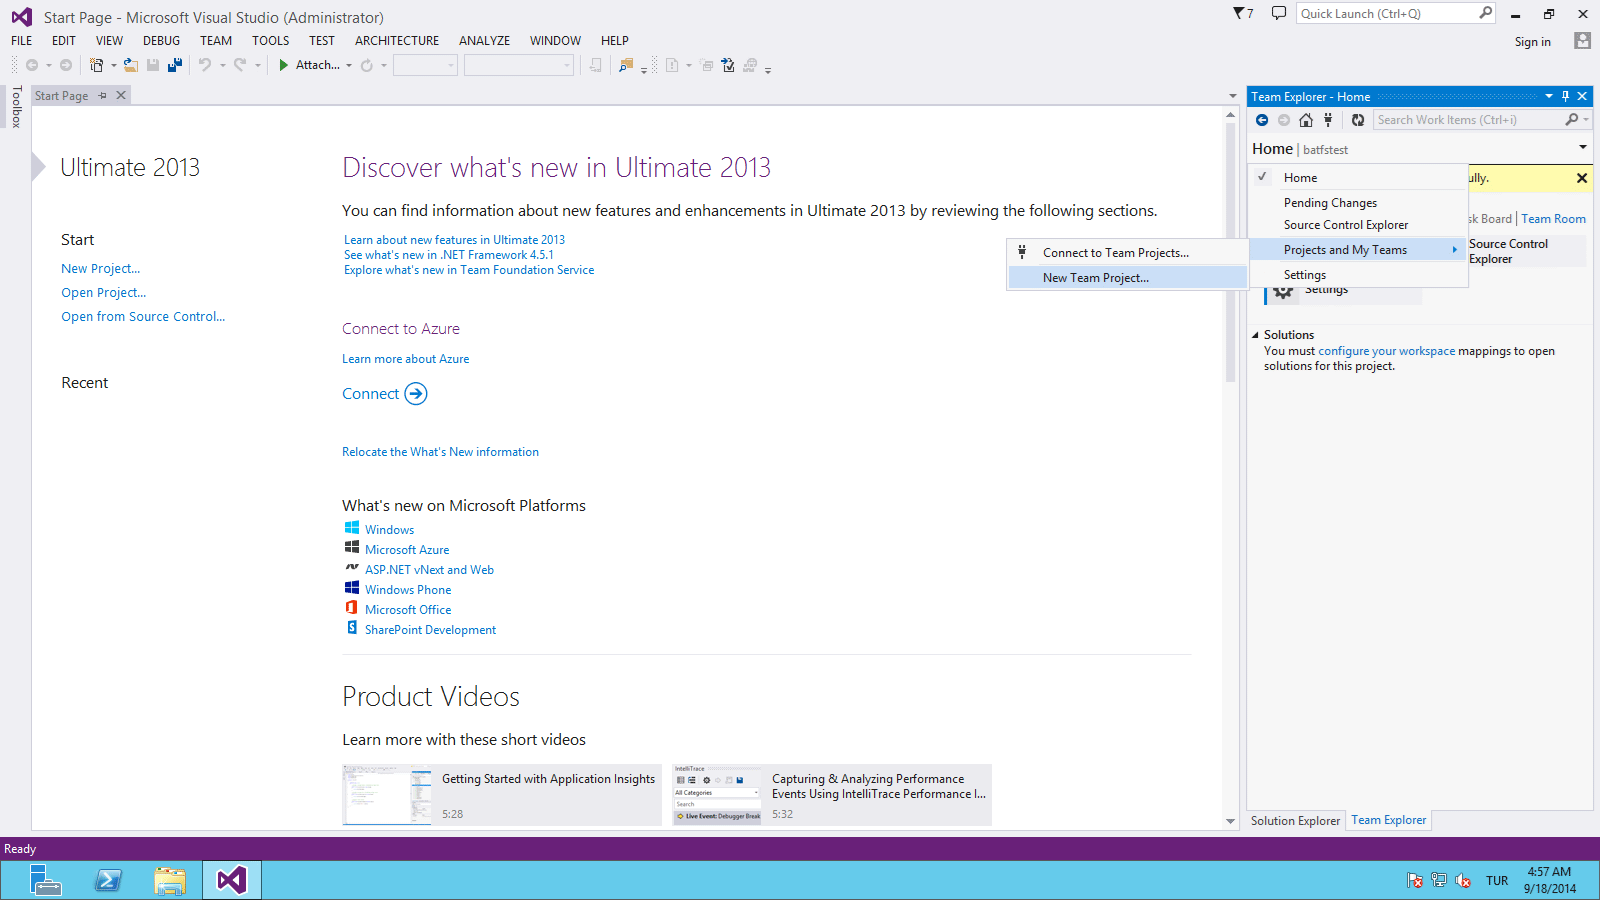 Start Page - Microsoft Visual Studio (Administrator)
7
Quick Launch (Ctrl+Q)
FILE EDIT VIEW DEBUG TEAM TOOLS TEST ARCHITECTURE ANALYZE WINDOW HELP
Sign in
Attach...
Toolbox
Start Page
Ultimate 2013
Start
New Project...
Open Project...
Open from Source Control...
Recent
Discover what's new in Ultimate 2013
You can find information about new features and enhancements in Ultimate 2013 by reviewing the following sections.
Learn about new features in Ultimate 2013
See what's new in .NET Framework 4.5.1
Explore what's new in Team Foundation Service
Connect to Azure
Learn more about Azure
Connect
Relocate the What's New information
What's new on Microsoft Platforms
Windows
Microsoft Azure
ASP.NET vNext and Web
Windows Phone
Microsoft Office
SharePoint Development
Product Videos
Learn more with these short videos
Getting Started with Application Insights
5:28
IntelliTrace
All Categories
Search
Live Event: Debugger Break
Capturing & Analyzing Performance
Events Using IntelliTrace Performance I...
5:32
Connect to Team Projects...
New Team Project...
Team Explorer - Home
Search Work Items (Ctrl+i)
Home | batfstest
Home
Pending Changes
Source Control Explorer
Projects and My Teams
Settings
ully.
sk Board | Team Room
Source Control
Explorer
Settings
Solutions
You must configure your workspace mappings to open
solutions for this project.
Solution Explorer Team Explorer
Ready
TUR
4:57 AM
9/18/2014